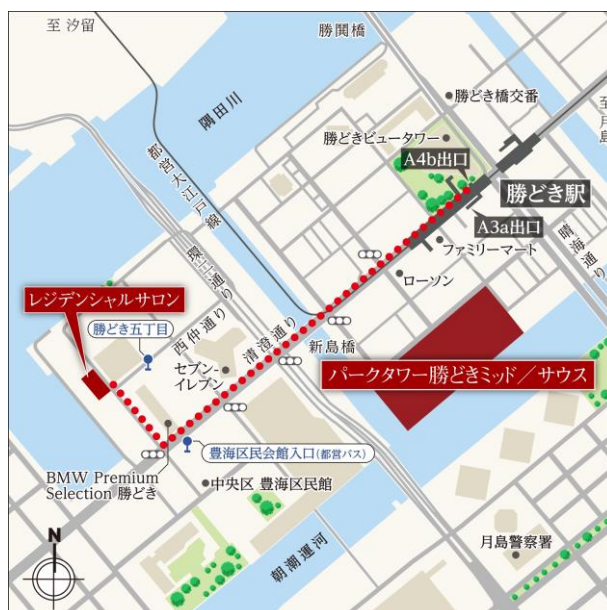 至 汐留
勝鬨橋
隅田川
勝どき橋交番
至 月島
勝どきビュータワー
A4b出口
勝どき駅
A3a出口
都営大江戸線
晴海通り
ファミリーマート
ローソン
環二通り
レジデンシャルサロン
勝どき五丁目
西仲通り
清澄通り
新島橋
セブン-
イレブン
パークタワー勝どきミッド／サウス
豊海区民会館入口(都営バス)
BMW Premium
Selection 勝どき
中央区 豊海区民館
朝潮運河
月島警察署
N